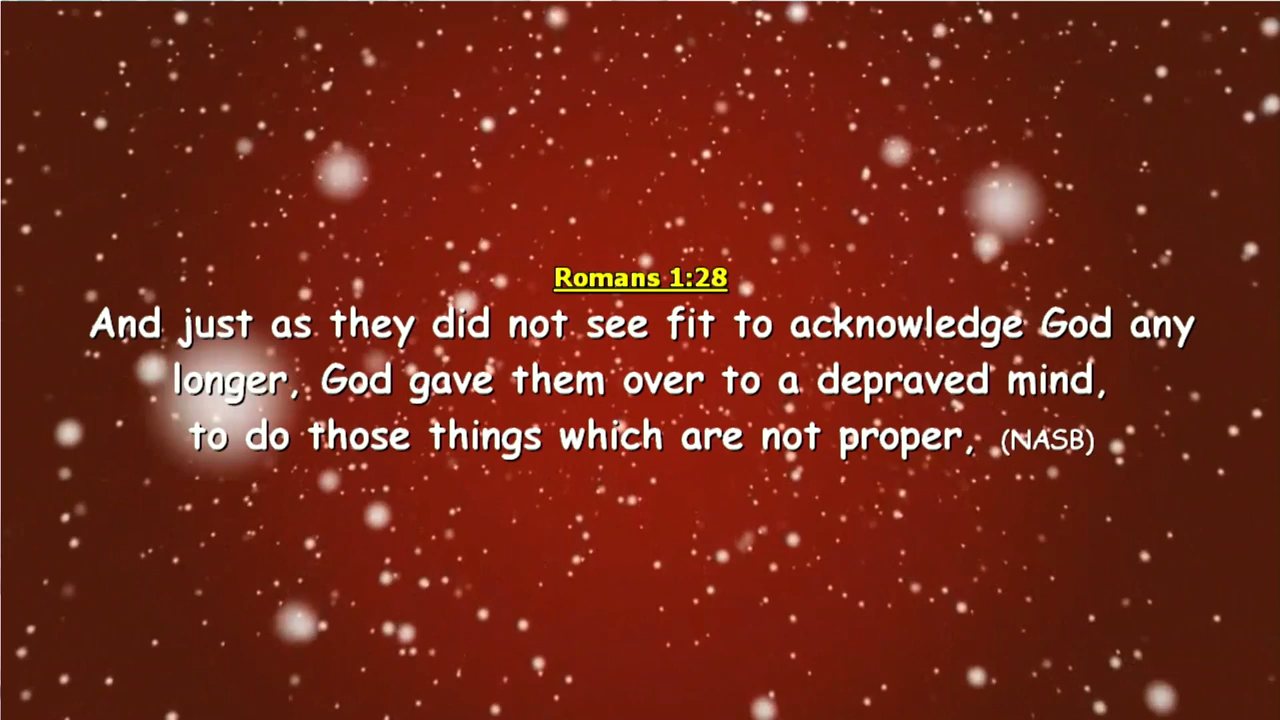 Romans 1:28
And just as they did not see fit to acknowledge God any
longer, God gave them over to a depraved mind,
to do those things which are not proper, (NASB)